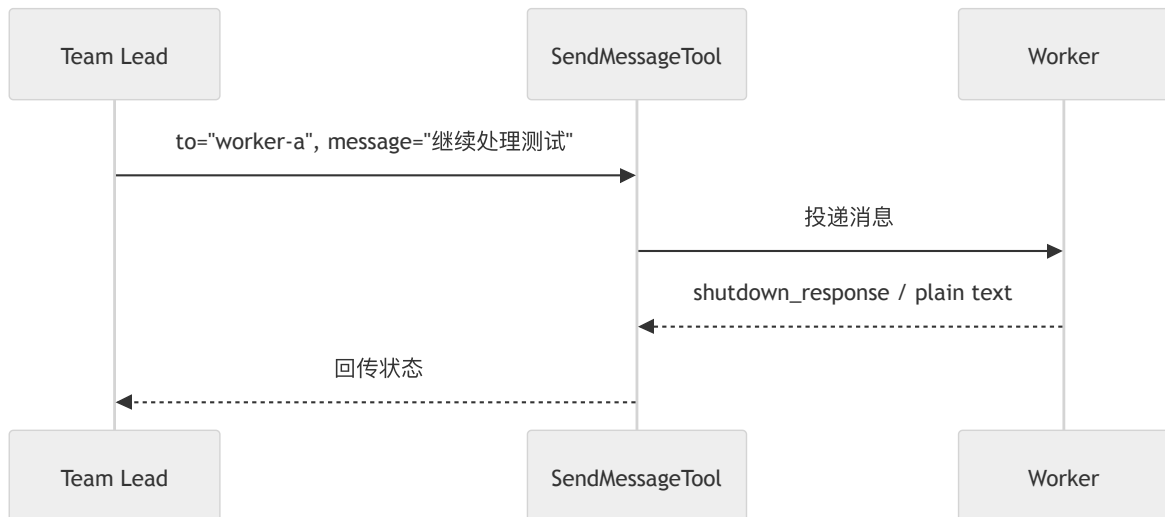 Team Lead
SendMessageTool
Worker
to="worker-a", message="继续处理测试"
投递消息
shutdown_response / plain text
回传状态
Team Lead
SendMessageTool
Worker